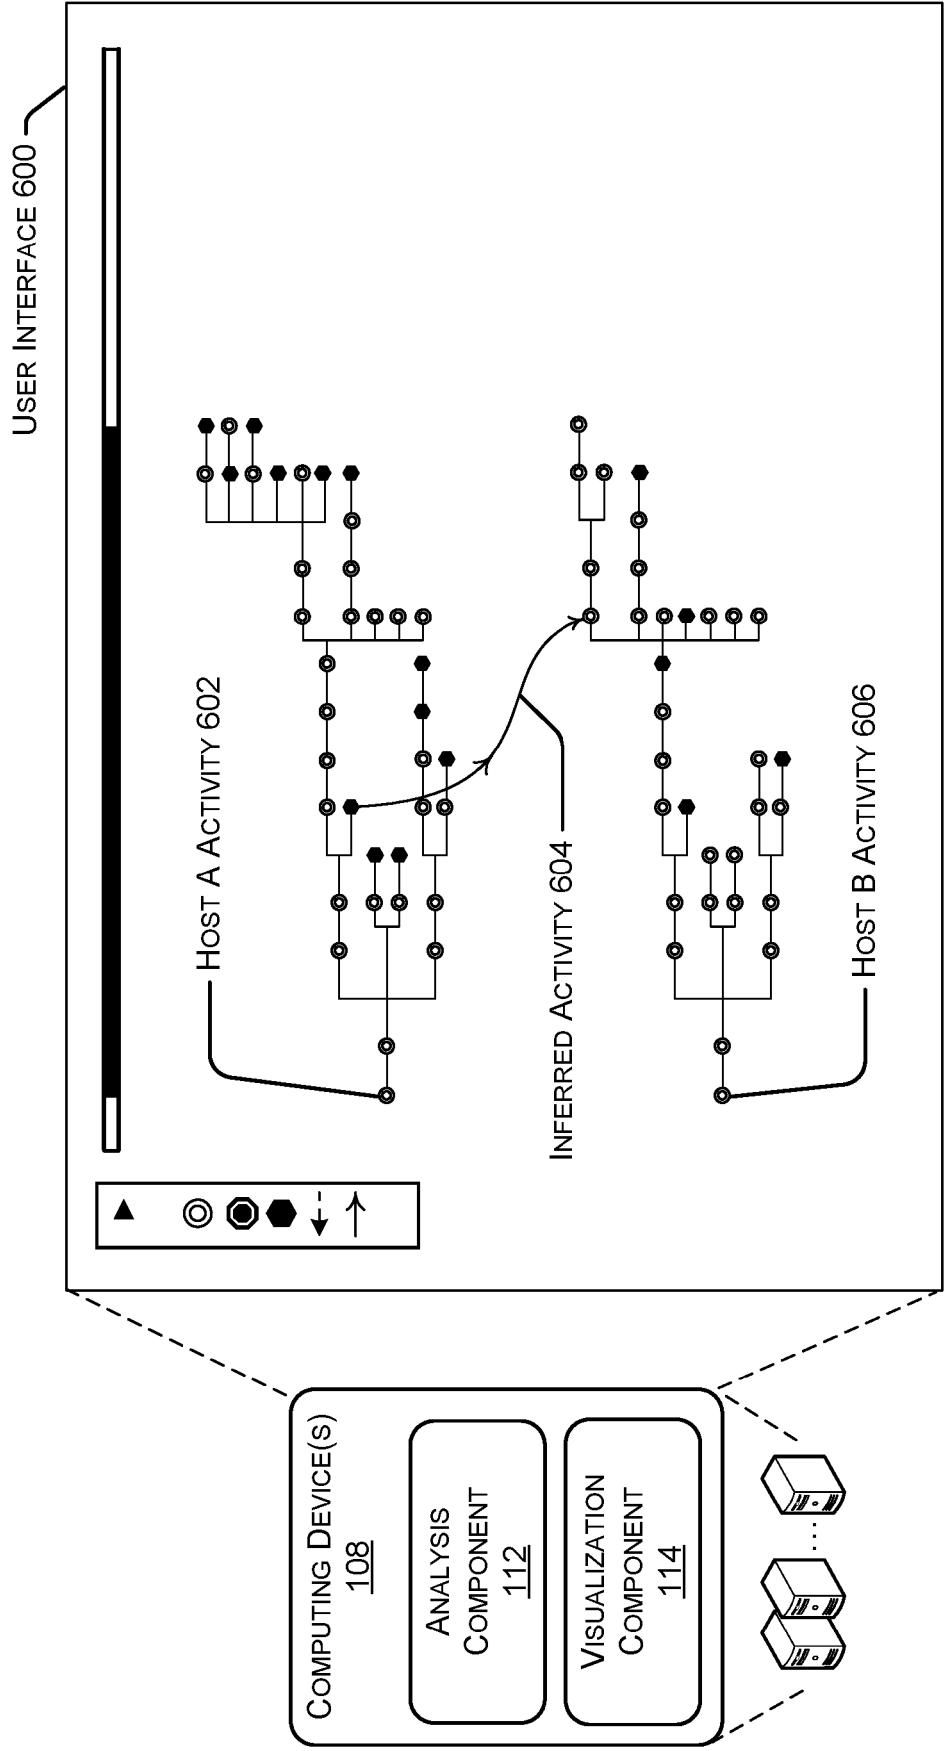 USER INTERFACE 600
HOST A ACTIVITY 602
INFERRED ACTIVITY 604
HOST B ACTIVITY 606
COMPUTING DEVICE(S)
108
ANALYSIS
COMPONENT
112
VISUALIZATION
COMPONENT
114